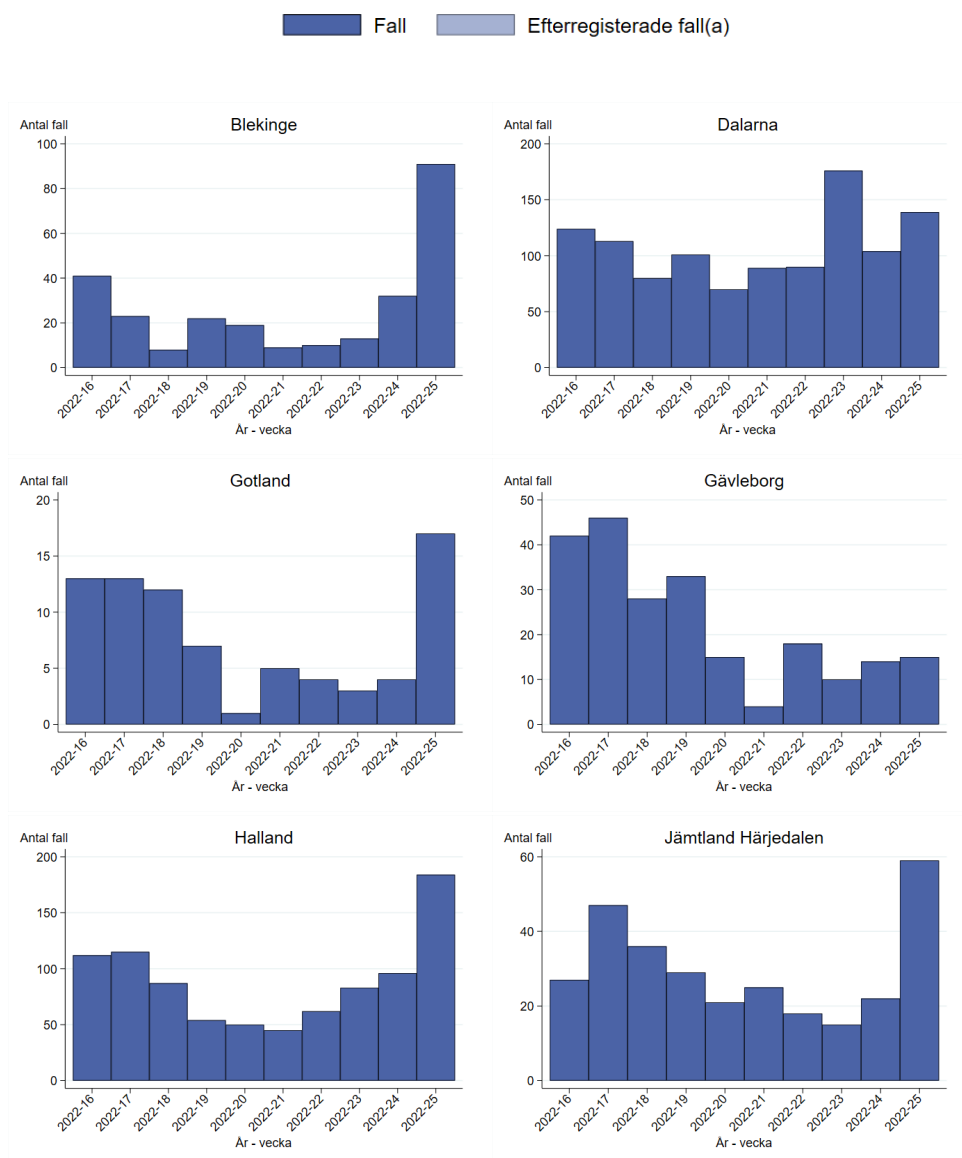 Fall Efterregisterade fall(a)
Antal fall Blekinge
100
80
60
40
20
0
2022-16 2022-17 2022-18 2022-19 2022-20 2022-21 2022-22 2022-23 2022-24 2022-25
År - vecka
Antal fall Dalarna
200
150
100
50
0
2022-16 2022-17 2022-18 2022-19 2022-20 2022-21 2022-22 2022-23 2022-24 2022-25
År - vecka
Antal fall Gotland
20
15
10
5
0
2022-16 2022-17 2022-18 2022-19 2022-20 2022-21 2022-22 2022-23 2022-24 2022-25
År - vecka
Antal fall Gävleborg
50
40
30
20
10
0
2022-16 2022-17 2022-18 2022-19 2022-20 2022-21 2022-22 2022-23 2022-24 2022-25
År - vecka
Antal fall Halland
200
150
100
50
0
2022-16 2022-17 2022-18 2022-19 2022-20 2022-21 2022-22 2022-23 2022-24 2022-25
År - vecka
Antal fall Jämtland Härjedalen
60
40
20
0
2022-16 2022-17 2022-18 2022-19 2022-20 2022-21 2022-22 2022-23 2022-24 2022-25
År - vecka